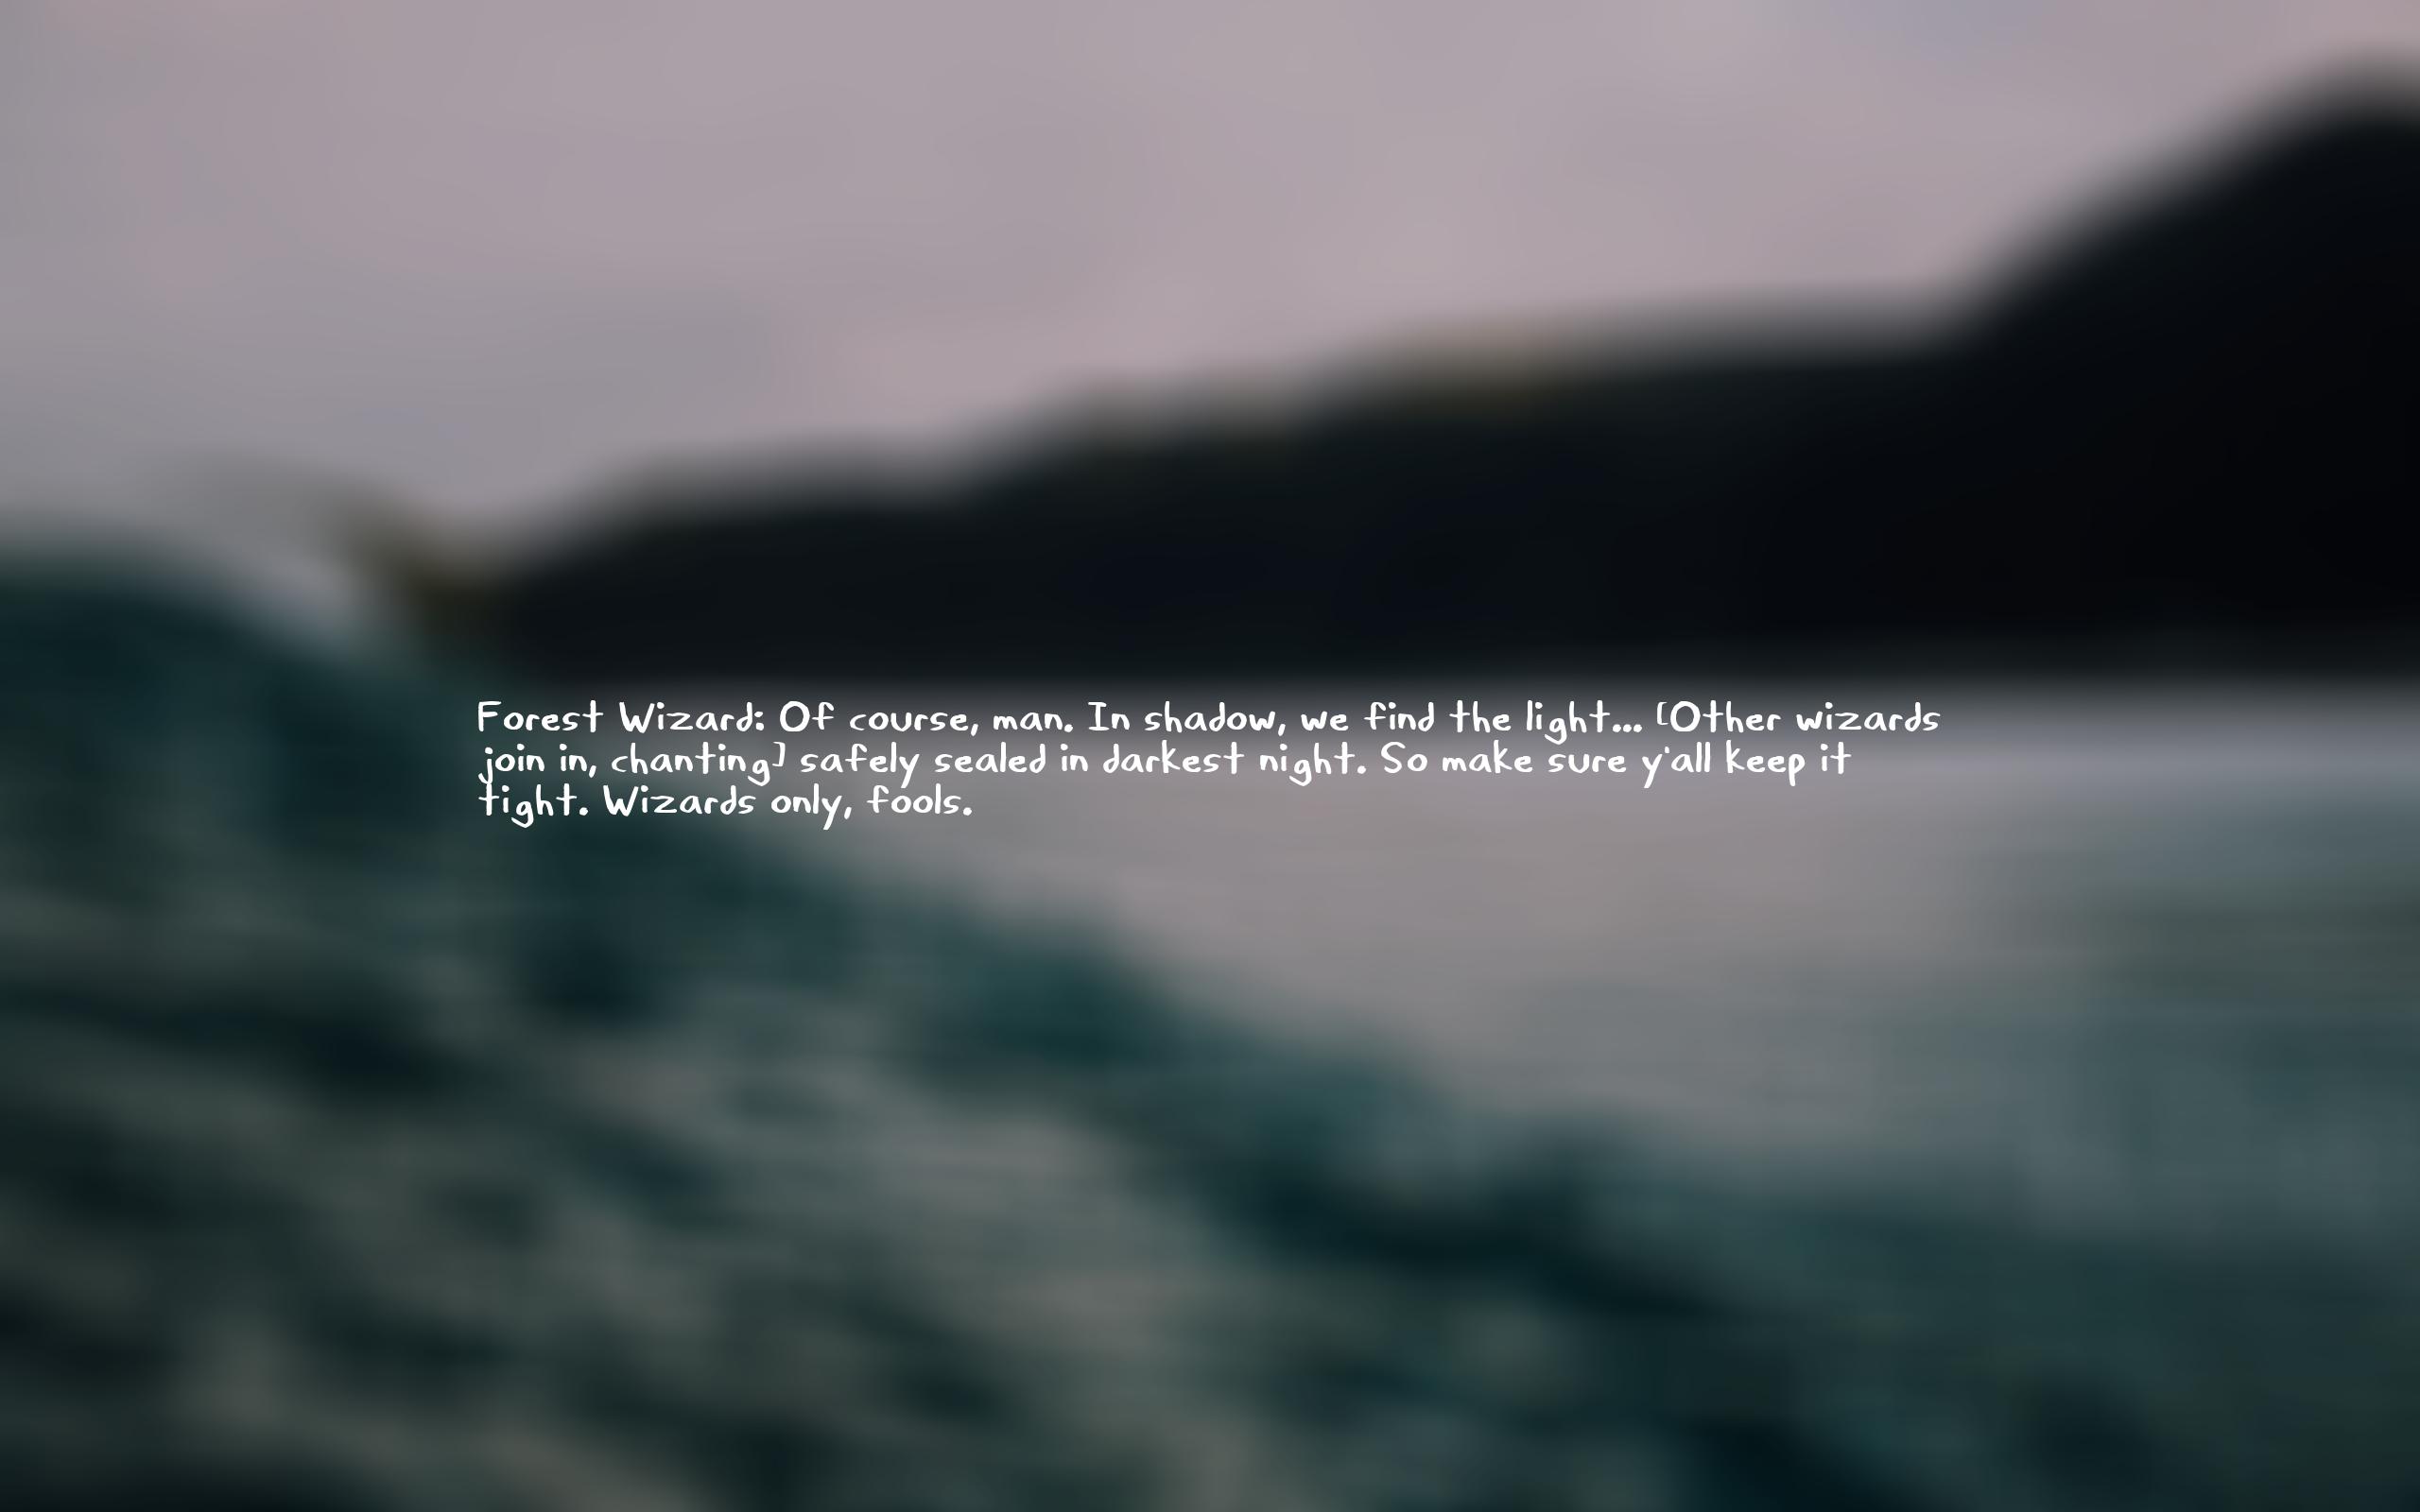 Forest Wizard: Of course, man. In shadow, we find the light... [Other wizards
join in, chanting] safely sealed in darkest night. So make sure y'all keep it
tight. Wizards only, fools.